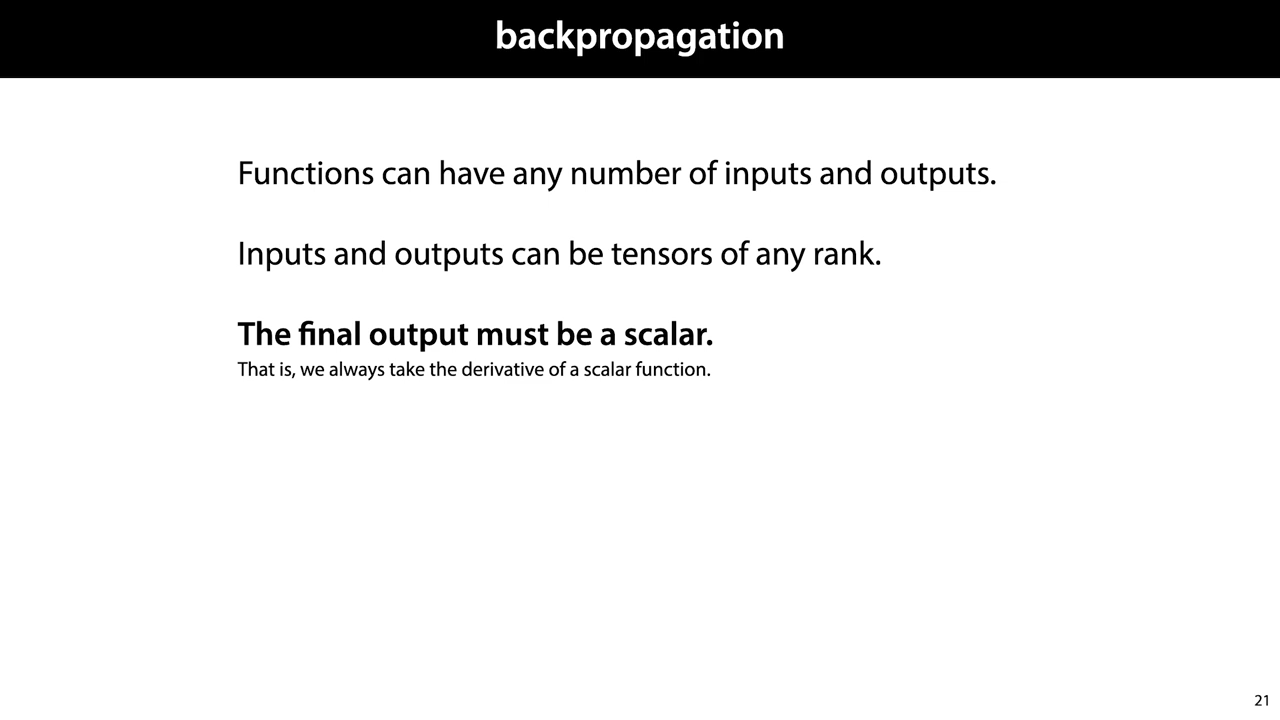 backpropagation
Functions can have any number of inputs and outputs.
Inputs and outputs can be tensors of any rank.
The final output must be a scalar.
That is, we always take the derivative of a scalar function.
21